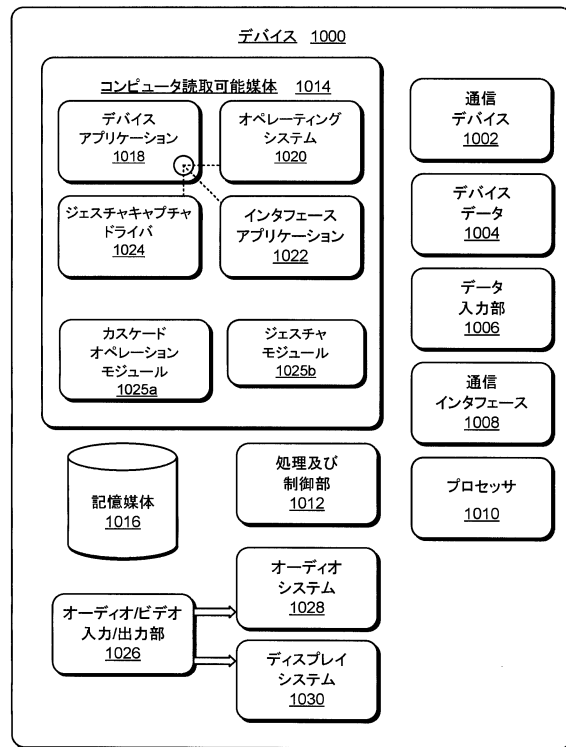 デバイス 1000
コンピュータ読取可能媒体 1014
デバイス
アプリケーション
1018
オペレーティング
システム
1020
ジェスチャキャプチャ
ドライバ
1024
インタフェース
アプリケーション
1022
カスケード
オペレーション
モジュール
1025a
ジェスチャ
モジュール
1025b
通信
デバイス
1002
デバイス
データ
1004
データ
入力部
1006
通信
インタフェース
1008
プロセッサ
1010
記憶媒体
1016
処理及び
制御部
1012
オーディオ/ビデオ
入力/出力部
1026
オーディオ
システム
1028
ディスプレイ
システム
1030